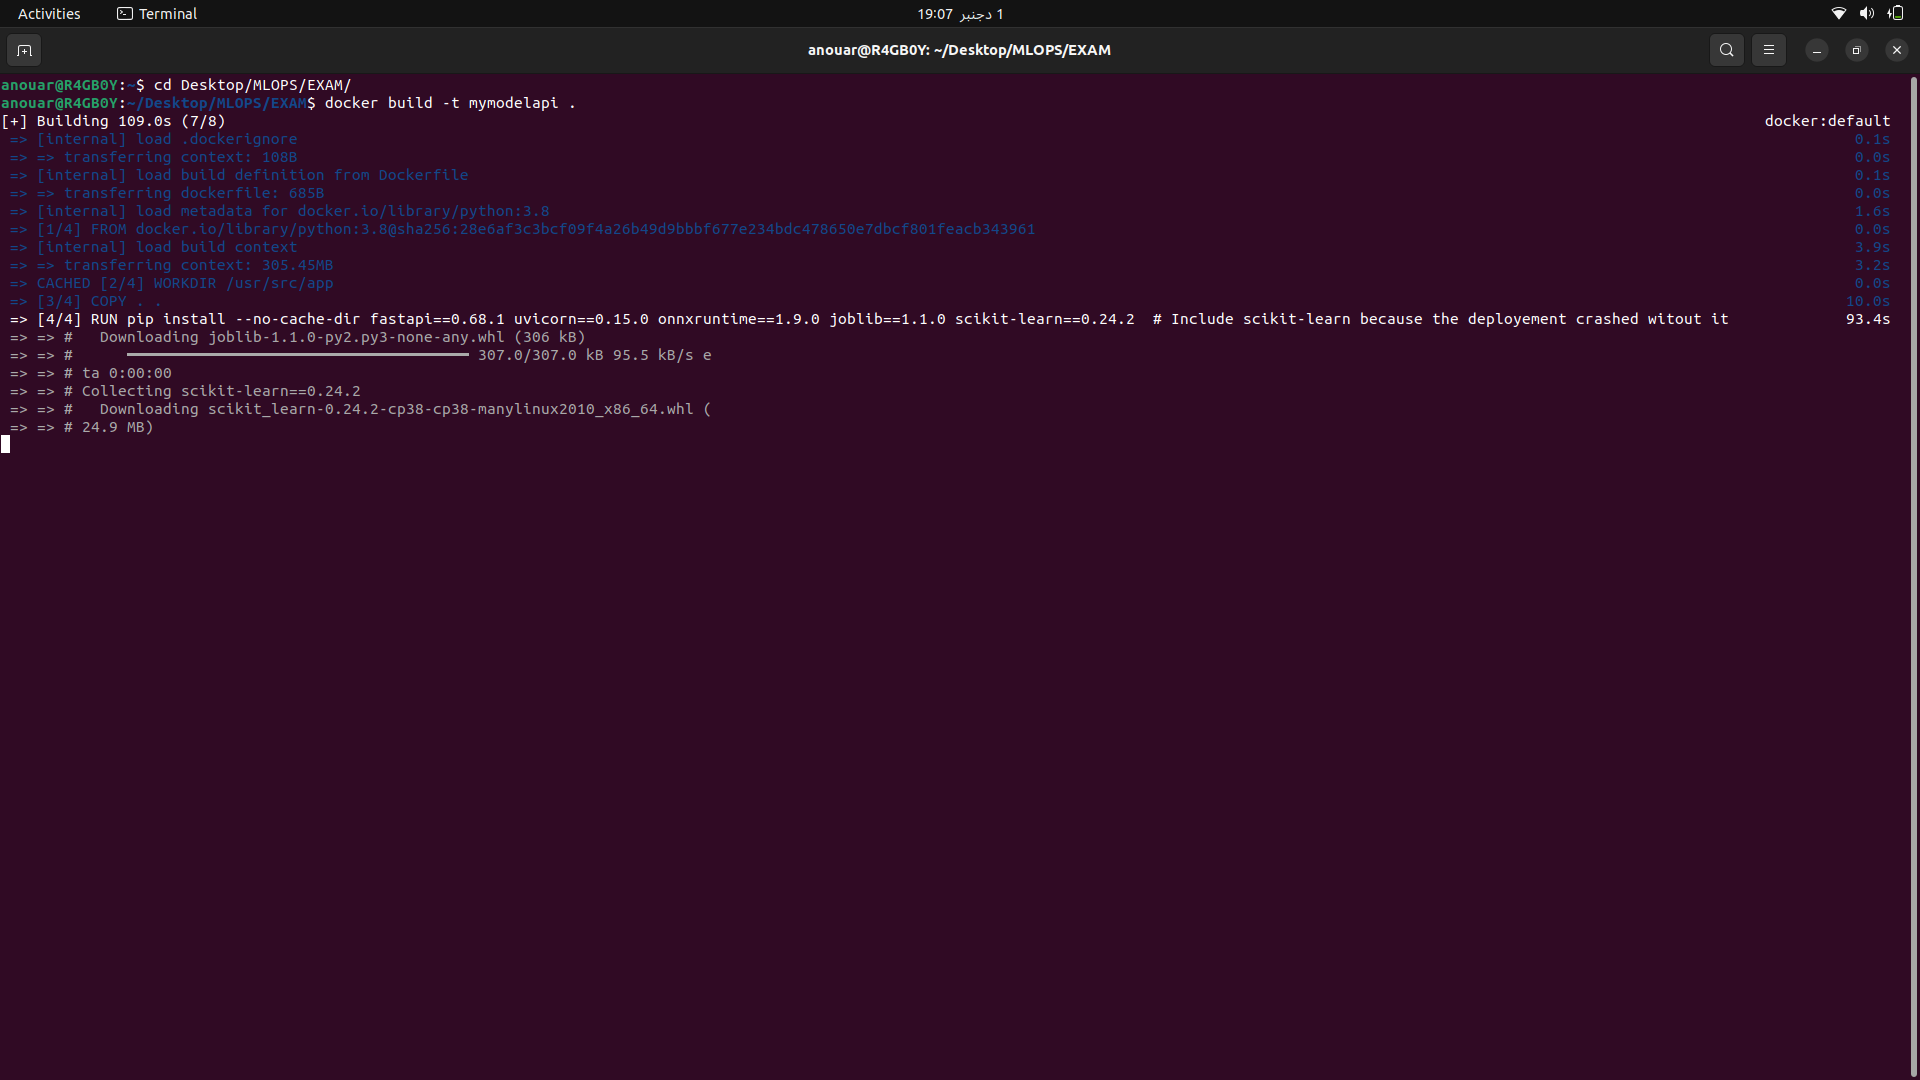 Activities Terminal 19:07 دجنبر 1
anouar@R4GB0Y: ~/Desktop/MLOPS/EXAM
anouar@R4GB0Y:~$ cd Desktop/MLOPS/EXAM/
anouar@R4GB0Y:~/Desktop/MLOPS/EXAM$ docker build -t mymodelapi .
[+] Building 109.0s (7/8) docker:default
=> [internal] load .dockerignore 0.1s
=> => transferring context: 108B 0.0s
=> [internal] load build definition from Dockerfile 0.1s
=> => transferring dockerfile: 685B 0.0s
=> [internal] load metadata for docker.io/library/python:3.8 1.6s
=> [1/4] FROM docker.io/library/python:3.8@sha256:28e6af3c3bcf09f4a26b49d9bbbf677e234bdc478650e7dbcf801feacb343961 0.0s
=> [internal] load build context 3.9s
=> => transferring context: 305.45MB 3.2s
=> CACHED [2/4] WORKDIR /usr/src/app 0.0s
=> [3/4] COPY . . 10.0s
=> [4/4] RUN pip install --no-cache-dir fastapi==0.68.1 uvicorn==0.15.0 onnxruntime==1.9.0 joblib==1.1.0 scikit-learn==0.24.2  # Include scikit-learn because the deployement crashed witout it 93.4s
=> => #   Downloading joblib-1.1.0-py2.py3-none-any.whl (306 kB)
=> => #      ━━━━━━━━━━━━━━━━━━━━━━━━━━━━━━━━━━━━━━ 307.0/307.0 kB 95.5 kB/s e
=> => # ta 0:00:00
=> => # Collecting scikit-learn==0.24.2
=> => #   Downloading scikit_learn-0.24.2-cp38-cp38-manylinux2010_x86_64.whl (
=> => # 24.9 MB)